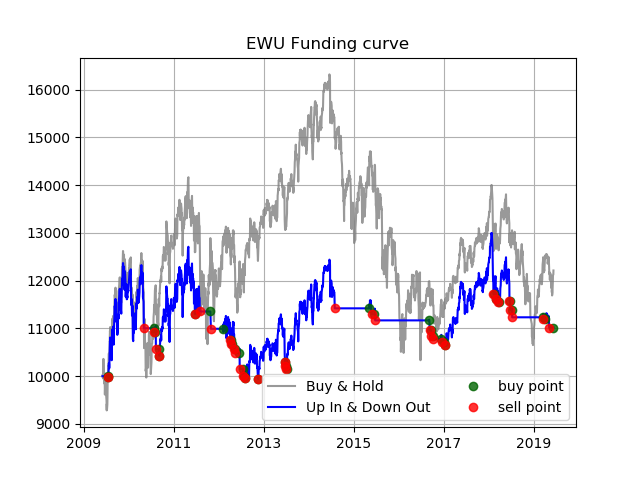 EWU Funding curve
16000
15000
14000
13000
12000
11000
10000
9000
Buy & Hold
Up In & Down Out
buy point
sell point
2009 2011 2013 2015 2017 2019